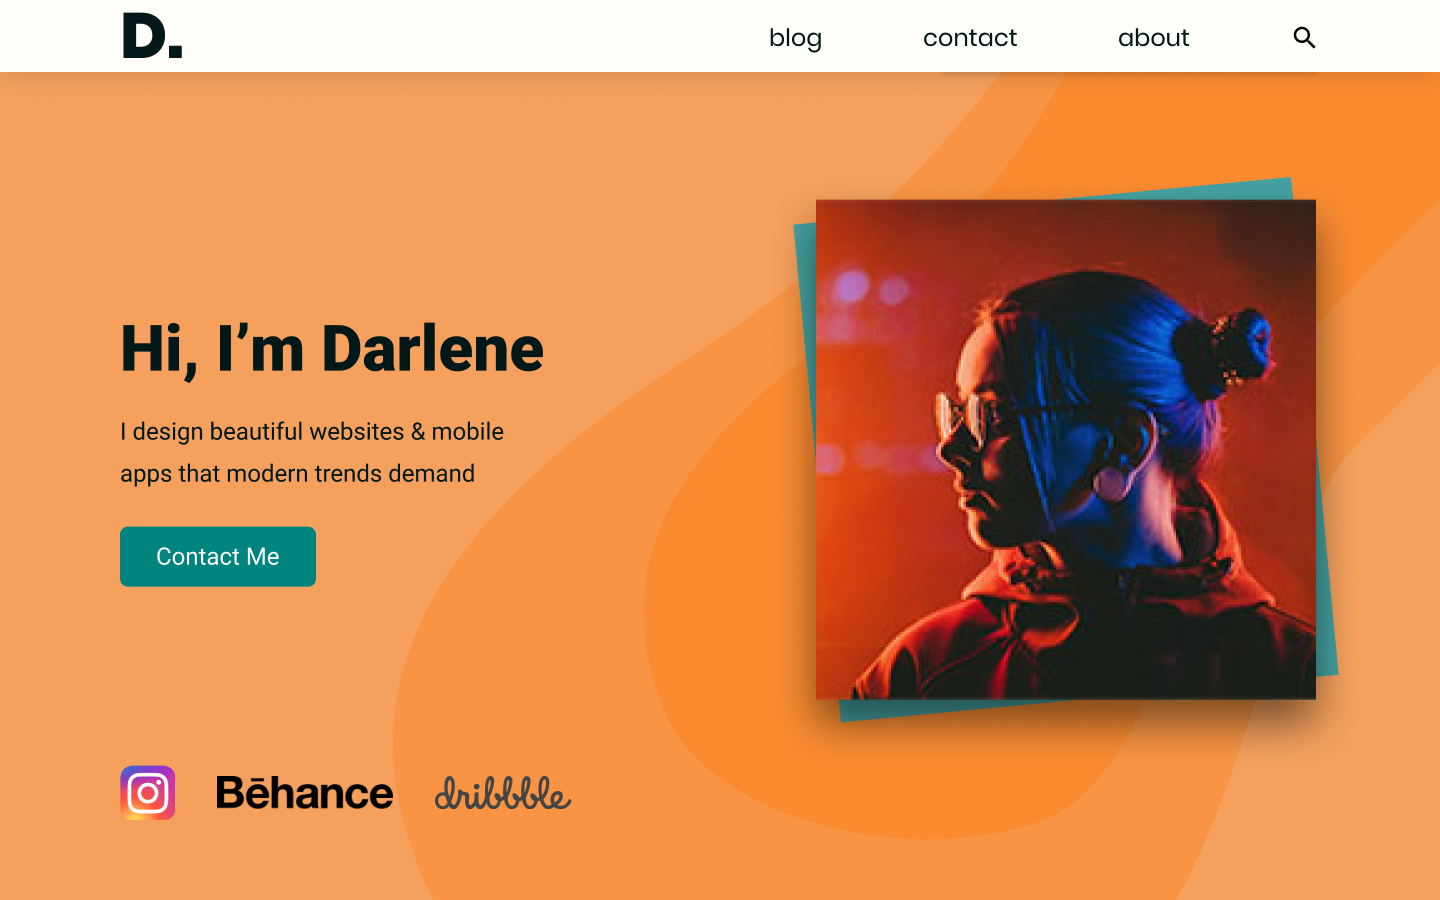 D.
blog
contact
about
Hi, I’m Darlene
I design beautiful websites & mobile
apps that modern trends demand
Contact Me
Bēhance
dribbble